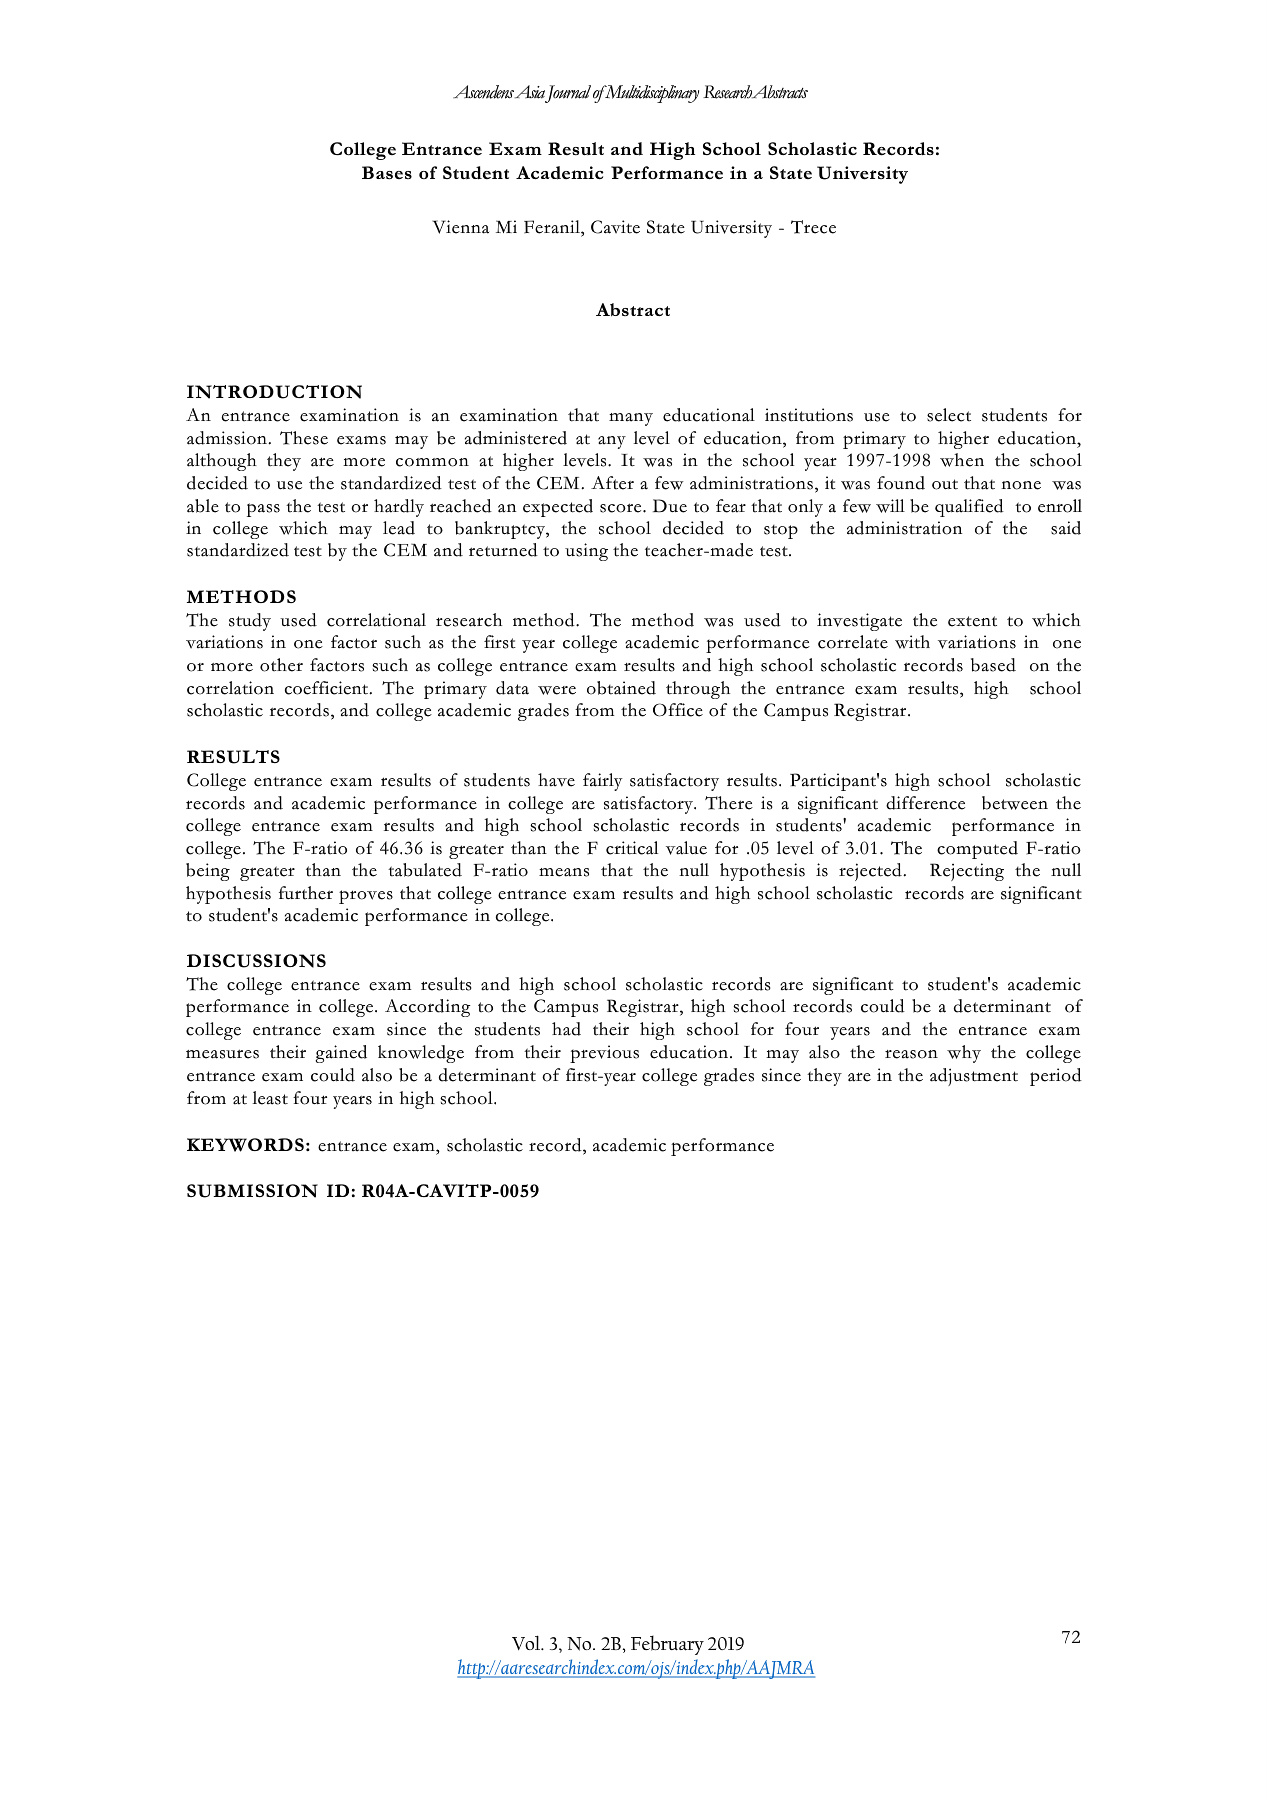 Ascendens Asia Journal of Multidisciplinary Research Abstracts
College Entrance Exam Result and High School Scholastic Records:
Bases of Student Academic Performance in a State University
Vienna Mi Feranil, Cavite State University - Trece
Abstract
INTRODUCTION
An entrance examination is an examination that many educational institutions use to select students for
admission. These exams may be administered at any level of education, from primary to higher education,
although they are more common at higher levels. It was in the school year 1997-1998 when the school
decided to use the standardized test of the CEM. After a few administrations, it was found out that none was
able to pass the test or hardly reached an expected score. Due to fear that only a few will be qualified to enroll
in college which may lead to bankruptcy, the school decided to stop the administration of the said
standardized test by the CEM and returned to using the teacher-made test.
METHODS
The study used correlational research method. The method was used to investigate the extent to which
variations in one factor such as the first year college academic performance correlate with variations in one
or more other factors such as college entrance exam results and high school scholastic records based on the
correlation coefficient. The primary data were obtained through the entrance exam results, high school
scholastic records, and college academic grades from the Office of the Campus Registrar.
RESULTS
College entrance exam results of students have fairly satisfactory results. Participant's high school scholastic
records and academic performance in college are satisfactory. There is a significant difference between the
college entrance exam results and high school scholastic records in students' academic performance in
college. The F-ratio of 46.36 is greater than the F critical value for .05 level of 3.01. The computed F-ratio
being greater than the tabulated F-ratio means that the null hypothesis is rejected. Rejecting the null
hypothesis further proves that college entrance exam results and high school scholastic records are significant
to student's academic performance in college.
DISCUSSIONS
The college entrance exam results and high school scholastic records are significant to student's academic
performance in college. According to the Campus Registrar, high school records could be a determinant of
college entrance exam since the students had their high school for four years and the entrance exam
measures their gained knowledge from their previous education. It may also the reason why the college
entrance exam could also be a determinant of first-year college grades since they are in the adjustment period
from at least four years in high school.
KEYWORDS: entrance exam, scholastic record, academic performance
SUBMISSION ID: R04A-CAVITP-0059
Vol. 3, No. 2B, February 2019
72
http://aaresearchindex.com/ojs/index.php/AAJMRA